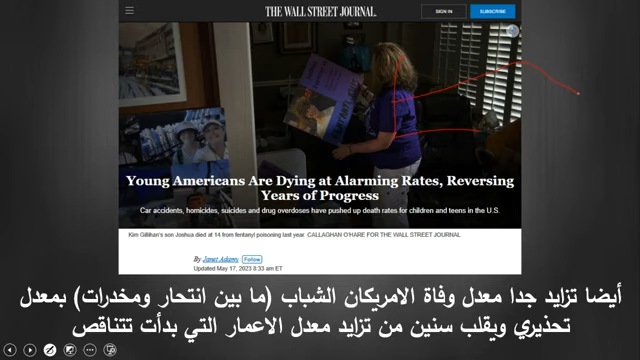 THE WALL STREET JOURNAL.
SIGN IN
SUBSCRIBE
Young Americans Are Dying at Alarming Rates, Reversing
Years of Progress
Car accidents, homicides, suicides and drug overdoses have pushed up death rates for children and teens in the U.S.
Kim Gillihan's son Joshua died at 14 from fentanyl poisoning last year. CALLAGHAN O'HARE FOR THE WALL STREET JOURNAL
By Janet Adamy Follow
Updated May 17, 2023 8:33 am ET
أيضا تزايد جدا معدل وفاة الامريكان الشباب (ما بين انتحار ومخدرات) بمعدل
تحذيري ويقلب سنين من تزايد معدل الاعمار التي بدأت تتناقص